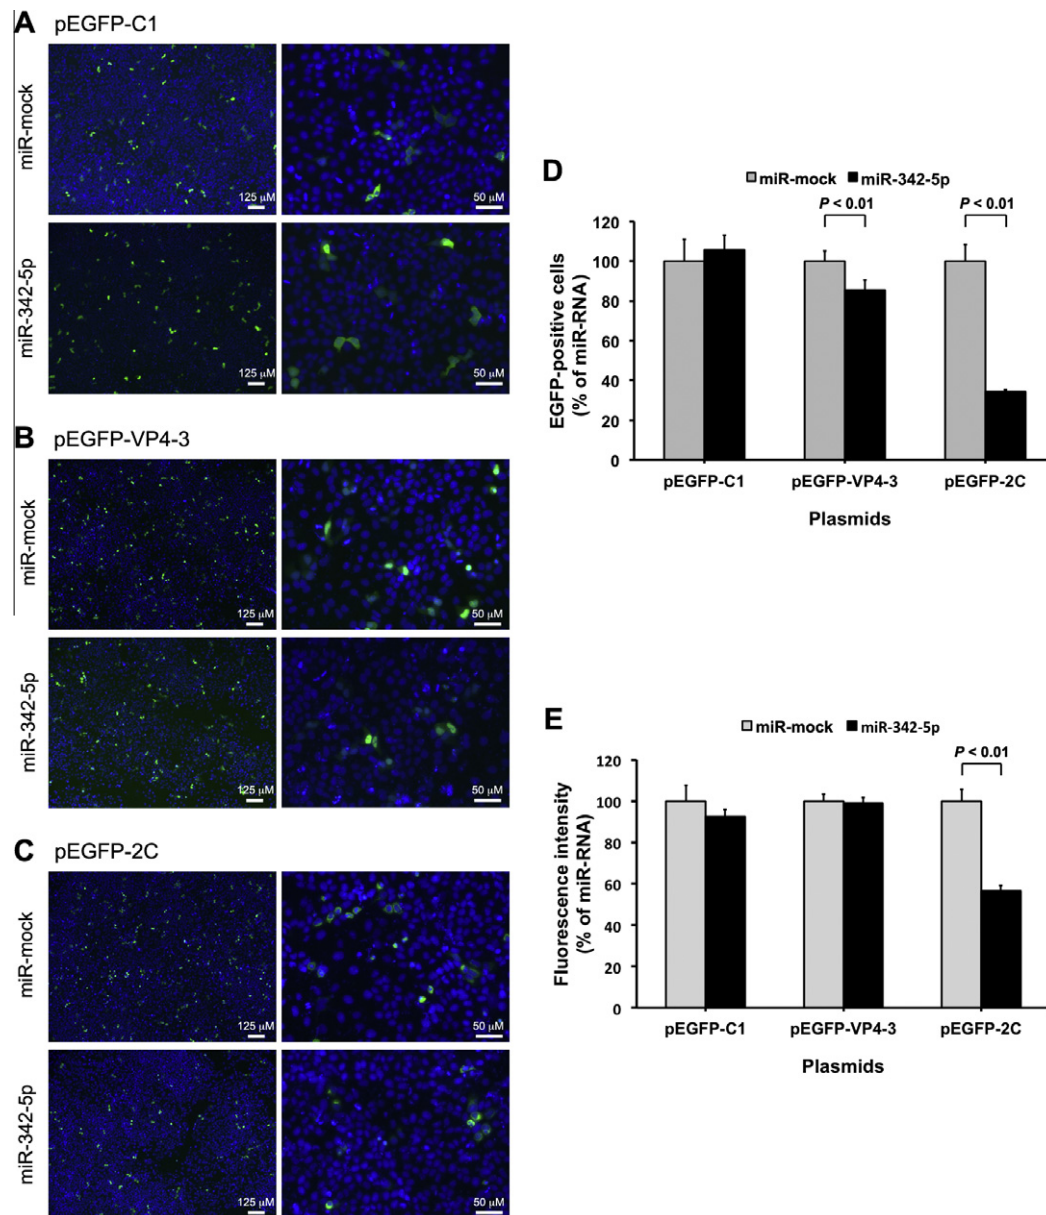 A pEGFP-C1
miR-mock
125 µM
50 µM
miR-342-5p
125 µM
50 µM
B pEGFP-VP4-3
miR-mock
125 µM
50 µM
miR-342-5p
125 µM
50 µM
C pEGFP-2C
miR-mock
125 µM
50 µM
miR-342-5p
125 µM
50 µM
D
miR-mock miR-342-5p
P < 0.01 P < 0.01
EGFP-positive cells
(% of miR-RNA)
120
100
80
60
40
20
0
pEGFP-C1 pEGFP-VP4-3 pEGFP-2C
Plasmids
E
miR-mock miR-342-5p
P < 0.01
Fluorescence intensity
(% of miR-RNA)
120
100
80
60
40
20
0
pEGFP-C1 pEGFP-VP4-3 pEGFP-2C
Plasmids